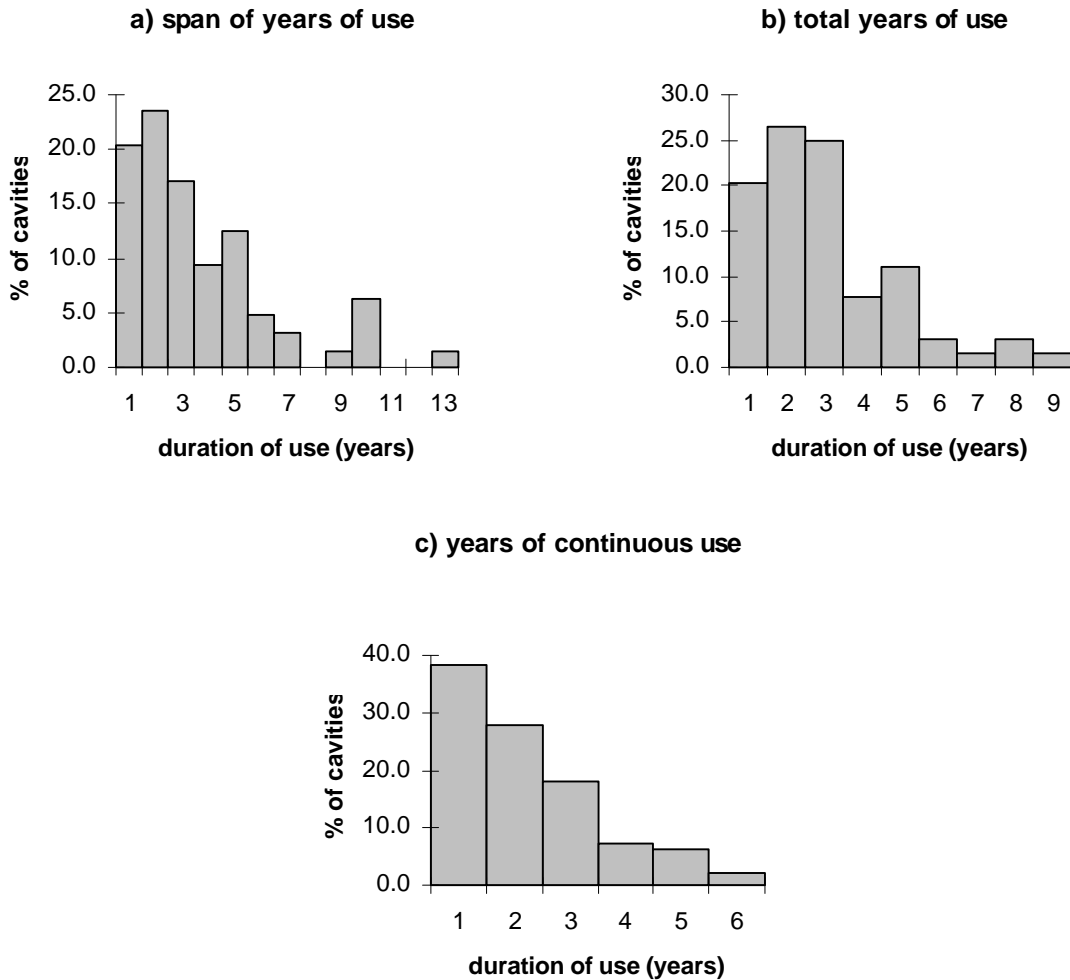 a) span of years of use
25.0
20.0
15.0
10.0
5.0
0.0
% of cavities
1 3 5 7 9 11 13
duration of use (years)
b) total years of use
30.0
25.0
20.0
15.0
10.0
5.0
0.0
% of cavities
1 2 3 4 5 6 7 8 9
duration of use (years)
c) years of continuous use
40.0
30.0
20.0
10.0
0.0
% of cavities
1 2 3 4 5 6
duration of use (years)